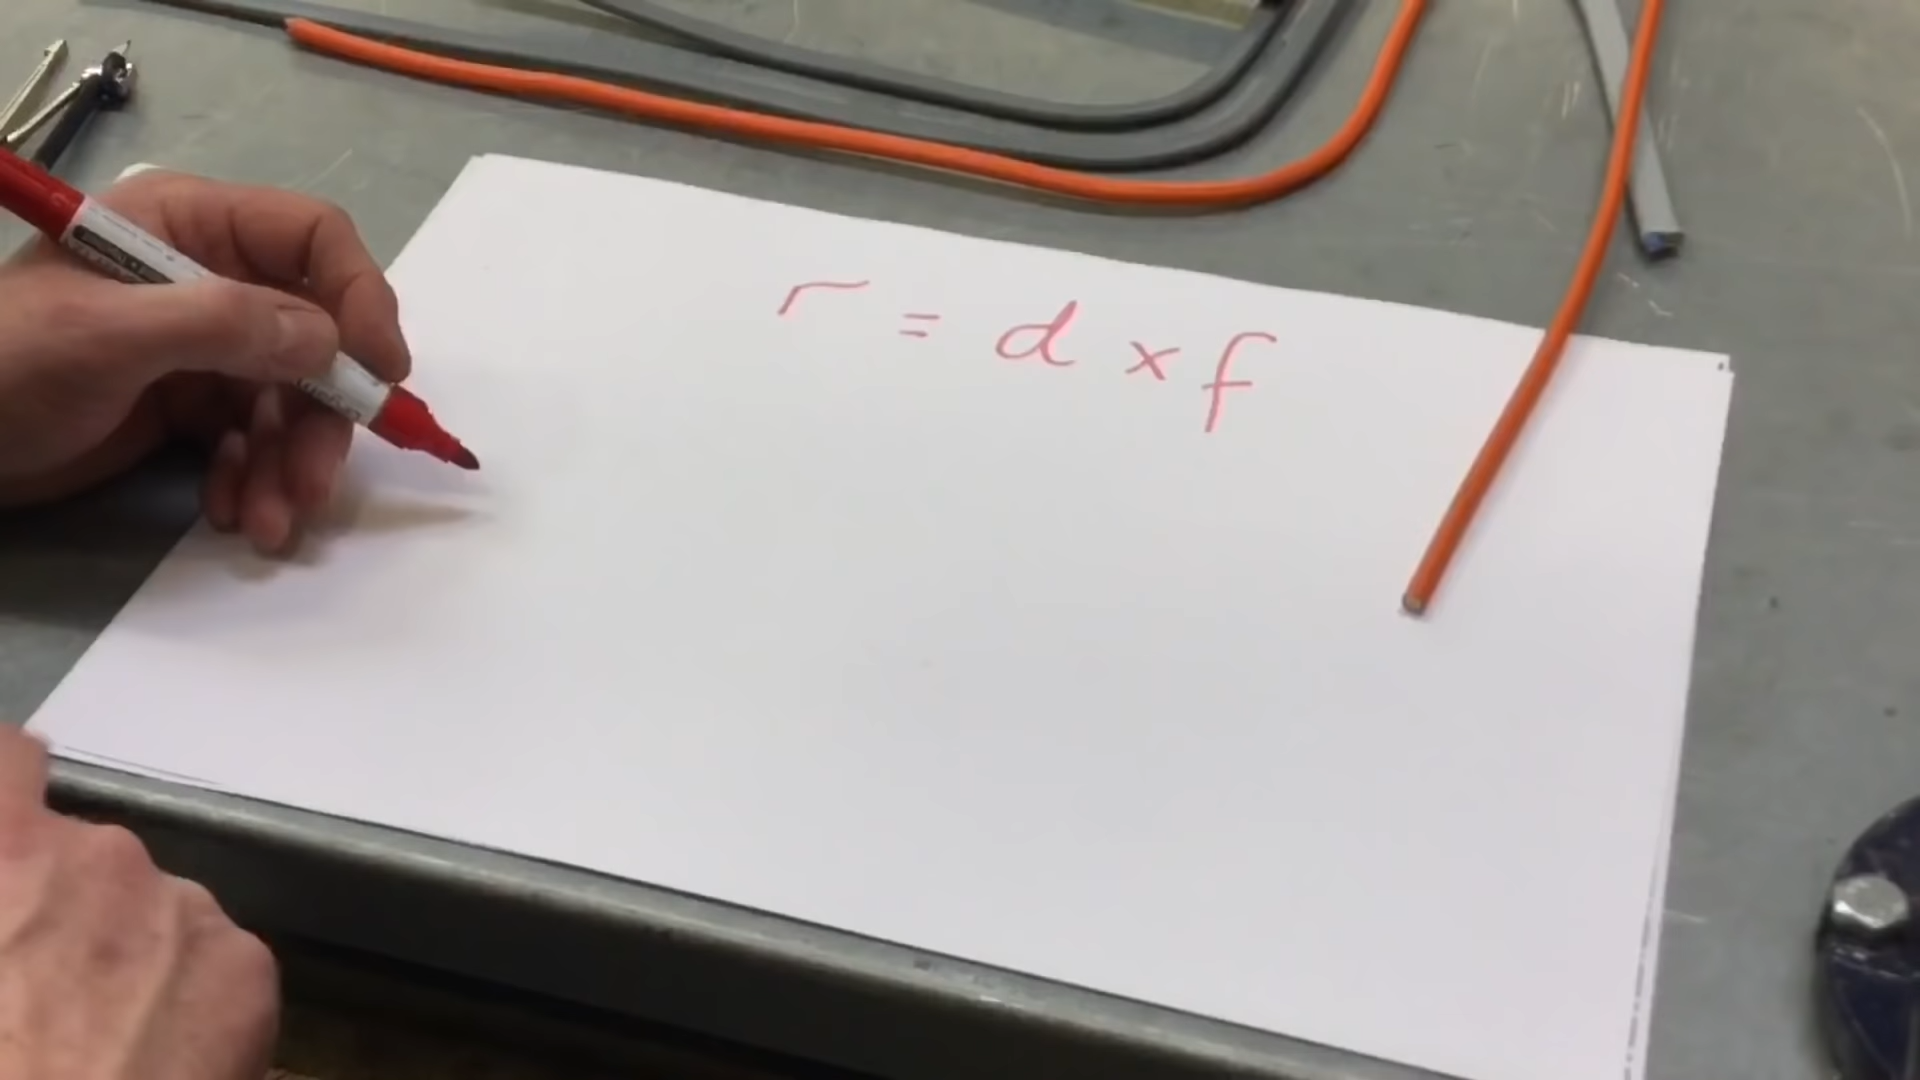 r = d x f